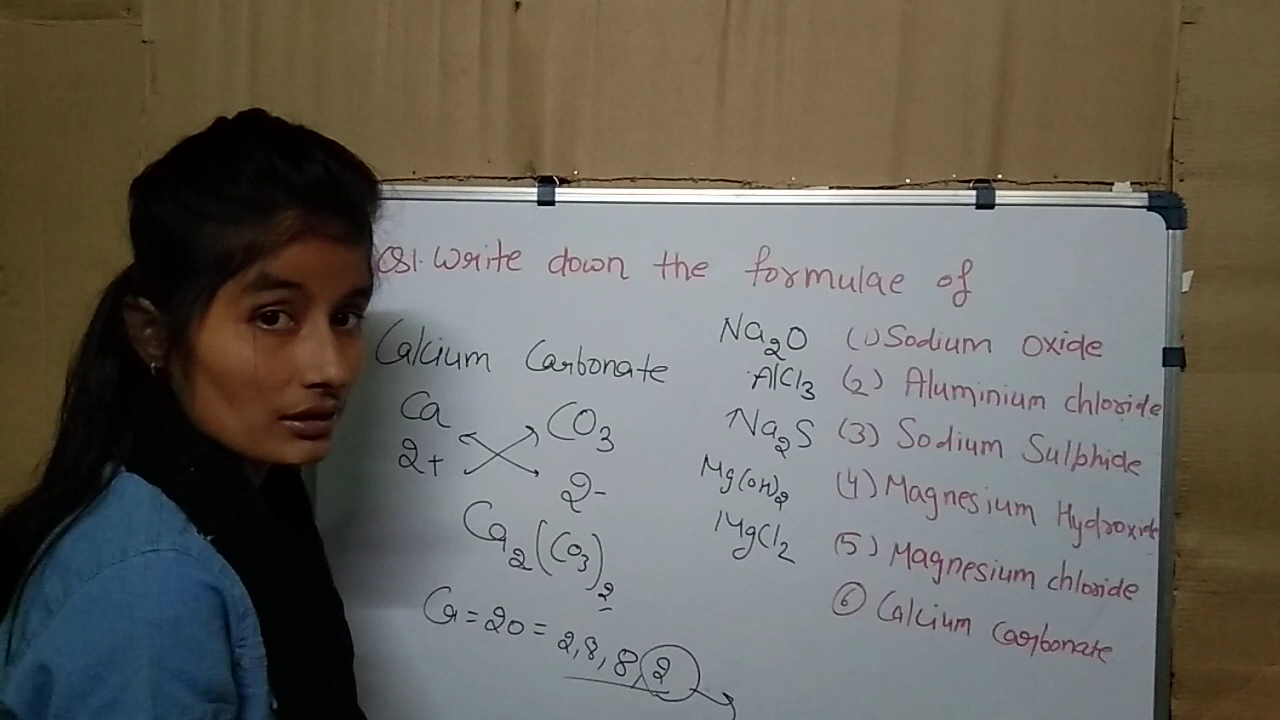 Q1. Write down the formulae of
Calcium Carbonate
Ca CO3
2+ 2-
Ca2(CO3)2
Ca = 20 = 2,8,8,2
Na2O (1) Sodium Oxide
AlCl3 (2) Aluminium chloride
Na2S (3) Sodium Sulphide
Mg(OH)2 (4) Magnesium Hydroxide
MgCl2 (5) Magnesium chloride
⑥ Calcium Carbonate